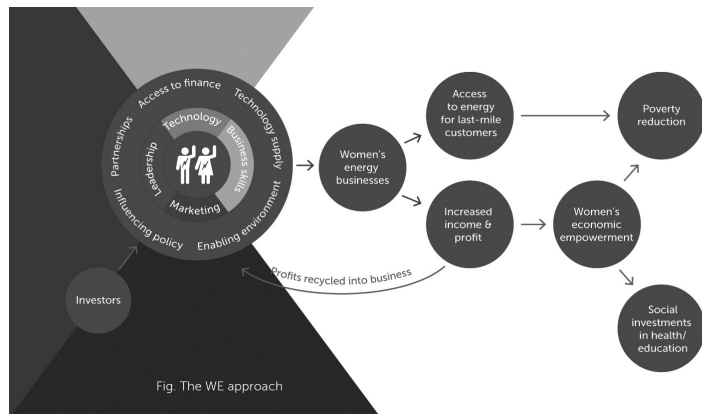 Access to finance
Technology supply
Partnerships
Influencing policy
Enabling environment
Technology
Business skills
Leadership
Marketing
Investors
Women's
energy
businesses
Access
to energy
for last-mile
customers
Poverty
reduction
Increased
income &
profit
Women's
economic
empowerment
Profits recycled into business
Social
investments
in health/
education
Fig. The WE approach